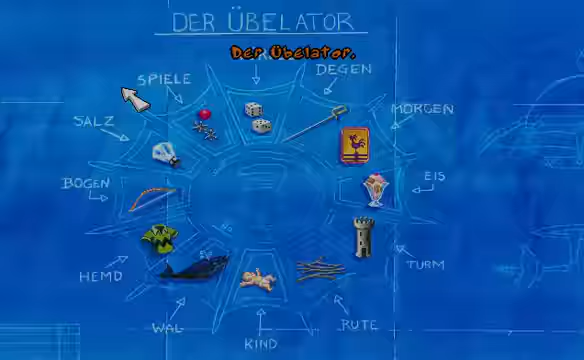 DER ÜBELATOR
Der Übelator.
SPIELE
DEGEN
SALZ
MORGEN
BOGEN
EIS
HEMD
TURM
WAL
RUTE
KIND